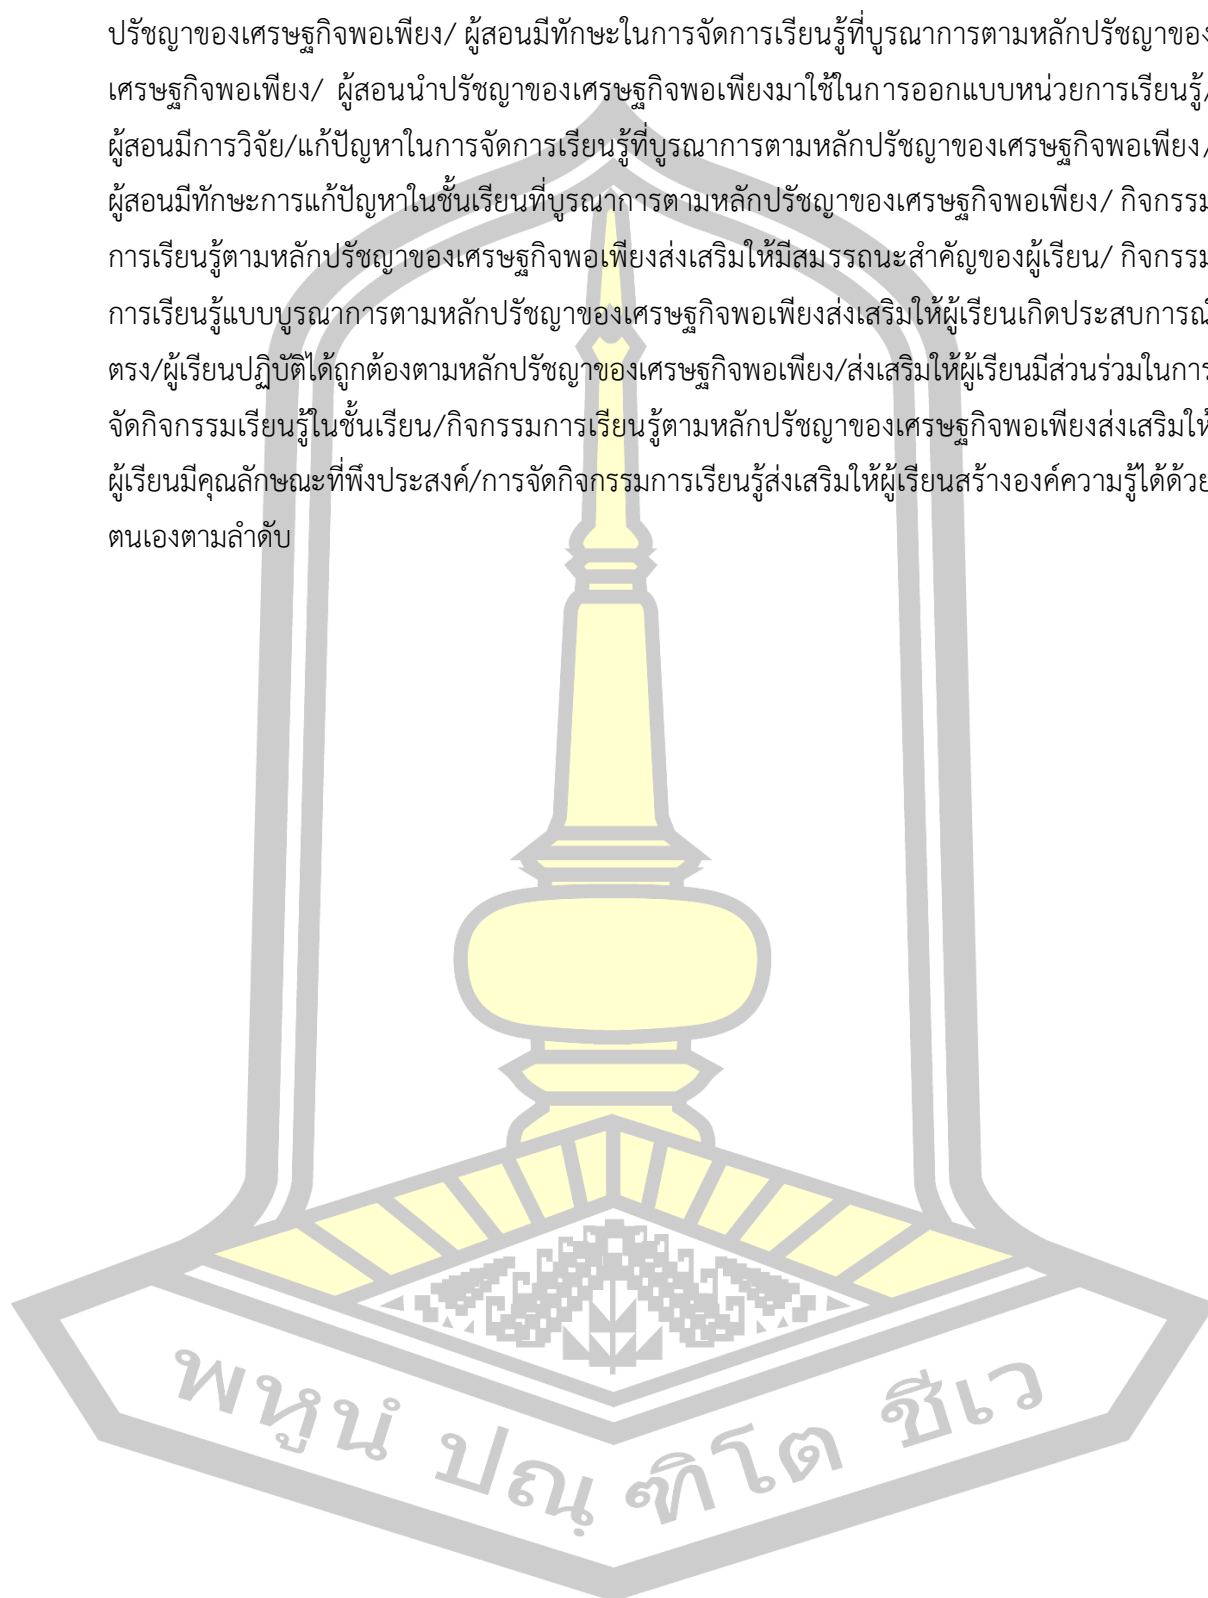 ปรัชญาของเศรษฐกิจพอเพียง/ ผู้สอนมีทักษะในการจัดการเรียนรู้ที่บูรณาการตามหลักปรัชญาของ
เศรษฐกิจพอเพียง/ ผู้สอนนำปรัชญาของเศรษฐกิจพอเพียงมาใช้ในการออกแบบหน่วยการเรียนรู้/
ผู้สอนมีการวิจัย/แก้ปัญหาในการจัดการเรียนรู้ที่บูรณาการตามหลักปรัชญาของเศรษฐกิจพอเพียง/
ผู้สอนมีทักษะการแก้ปัญหาในชั้นเรียนที่บูรณาการตามหลักปรัชญาของเศรษฐกิจพอเพียง/ กิจกรรม
การเรียนรู้ตามหลักปรัชญาของเศรษฐกิจพอเพียงส่งเสริมให้มีสมรรถนะสำคัญของผู้เรียน/ กิจกรรม
การเรียนรู้แบบบูรณาการตามหลักปรัชญาของเศรษฐกิจพอเพียงส่งเสริมให้ผู้เรียนเกิดประสบการณ์
ตรง/ผู้เรียนปฏิบัติได้ถูกต้องตามหลักปรัชญาของเศรษฐกิจพอเพียง/ส่งเสริมให้ผู้เรียนมีส่วนร่วมในการ
จัดกิจกรรมเรียนรู้ในชั้นเรียน/กิจกรรมการเรียนรู้ตามหลักปรัชญาของเศรษฐกิจพอเพียงส่งเสริมให้
ผู้เรียนมีคุณลักษณะที่พึงประสงค์/การจัดกิจกรรมการเรียนรู้ส่งเสริมให้ผู้เรียนสร้างองค์ความรู้ได้ด้วย
ตนเองตามลำดับ
พหูนํ ปณฺฑิโต ชีเว